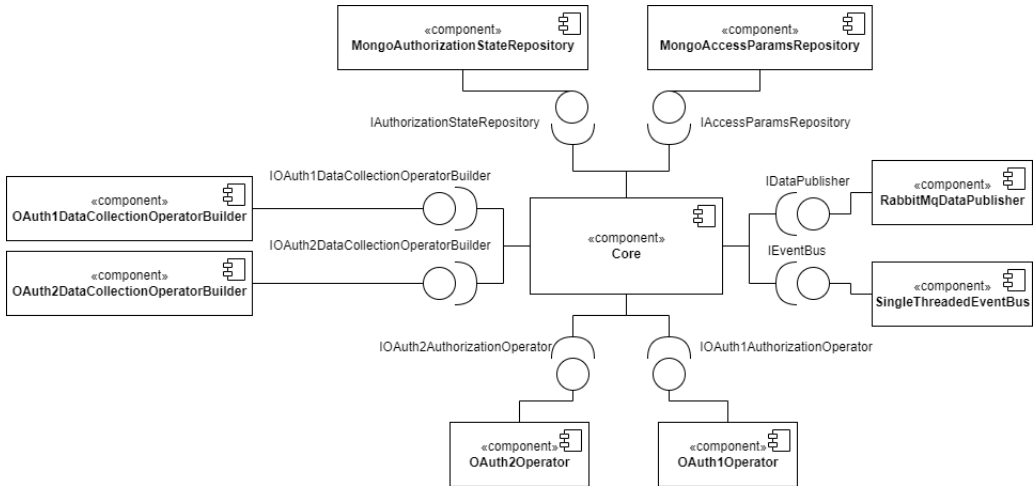 «component»
MongoAuthorizationStateRepository
«component»
MongoAccessParamsRepository
IAuthorizationStateRepository
IAccessParamsRepository
IOAuth1DataCollectionOperatorBuilder
«component»
OAuth1DataCollectionOperatorBuilder
IOAuth2DataCollectionOperatorBuilder
«component»
OAuth2DataCollectionOperatorBuilder
«component»
Core
IDataPublisher
«component»
RabbitMqDataPublisher
IEventBus
«component»
SingleThreadedEventBus
IOAuth2AuthorizationOperator
IOAuth1AuthorizationOperator
«component»
OAuth2Operator
«component»
OAuth1Operator